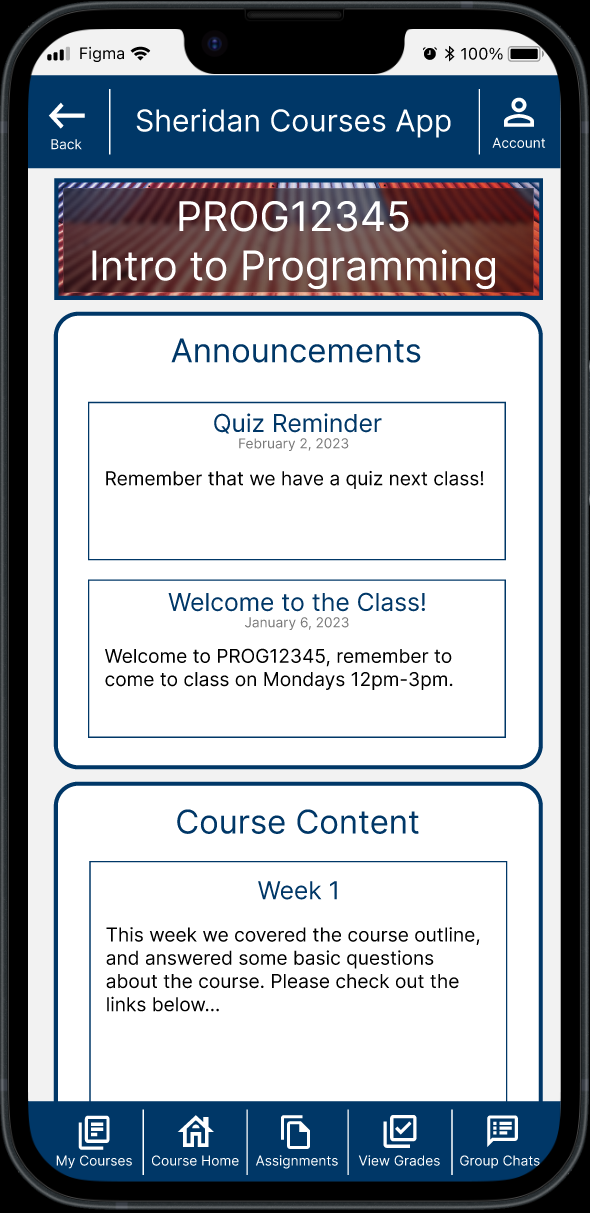 Figma 100%
Sheridan Courses App
Back
Account
PROG12345
Intro to Programming
Announcements
Quiz Reminder
February 2, 2023
Remember that we have a quiz next class!
Welcome to the Class!
January 6, 2023
Welcome to PROG12345, remember to
come to class on Mondays 12pm-3pm.
Course Content
Week 1
This week we covered the course outline,
and answered some basic questions
about the course. Please check out the
links below...
My Courses Course Home Assignments View Grades Group Chats